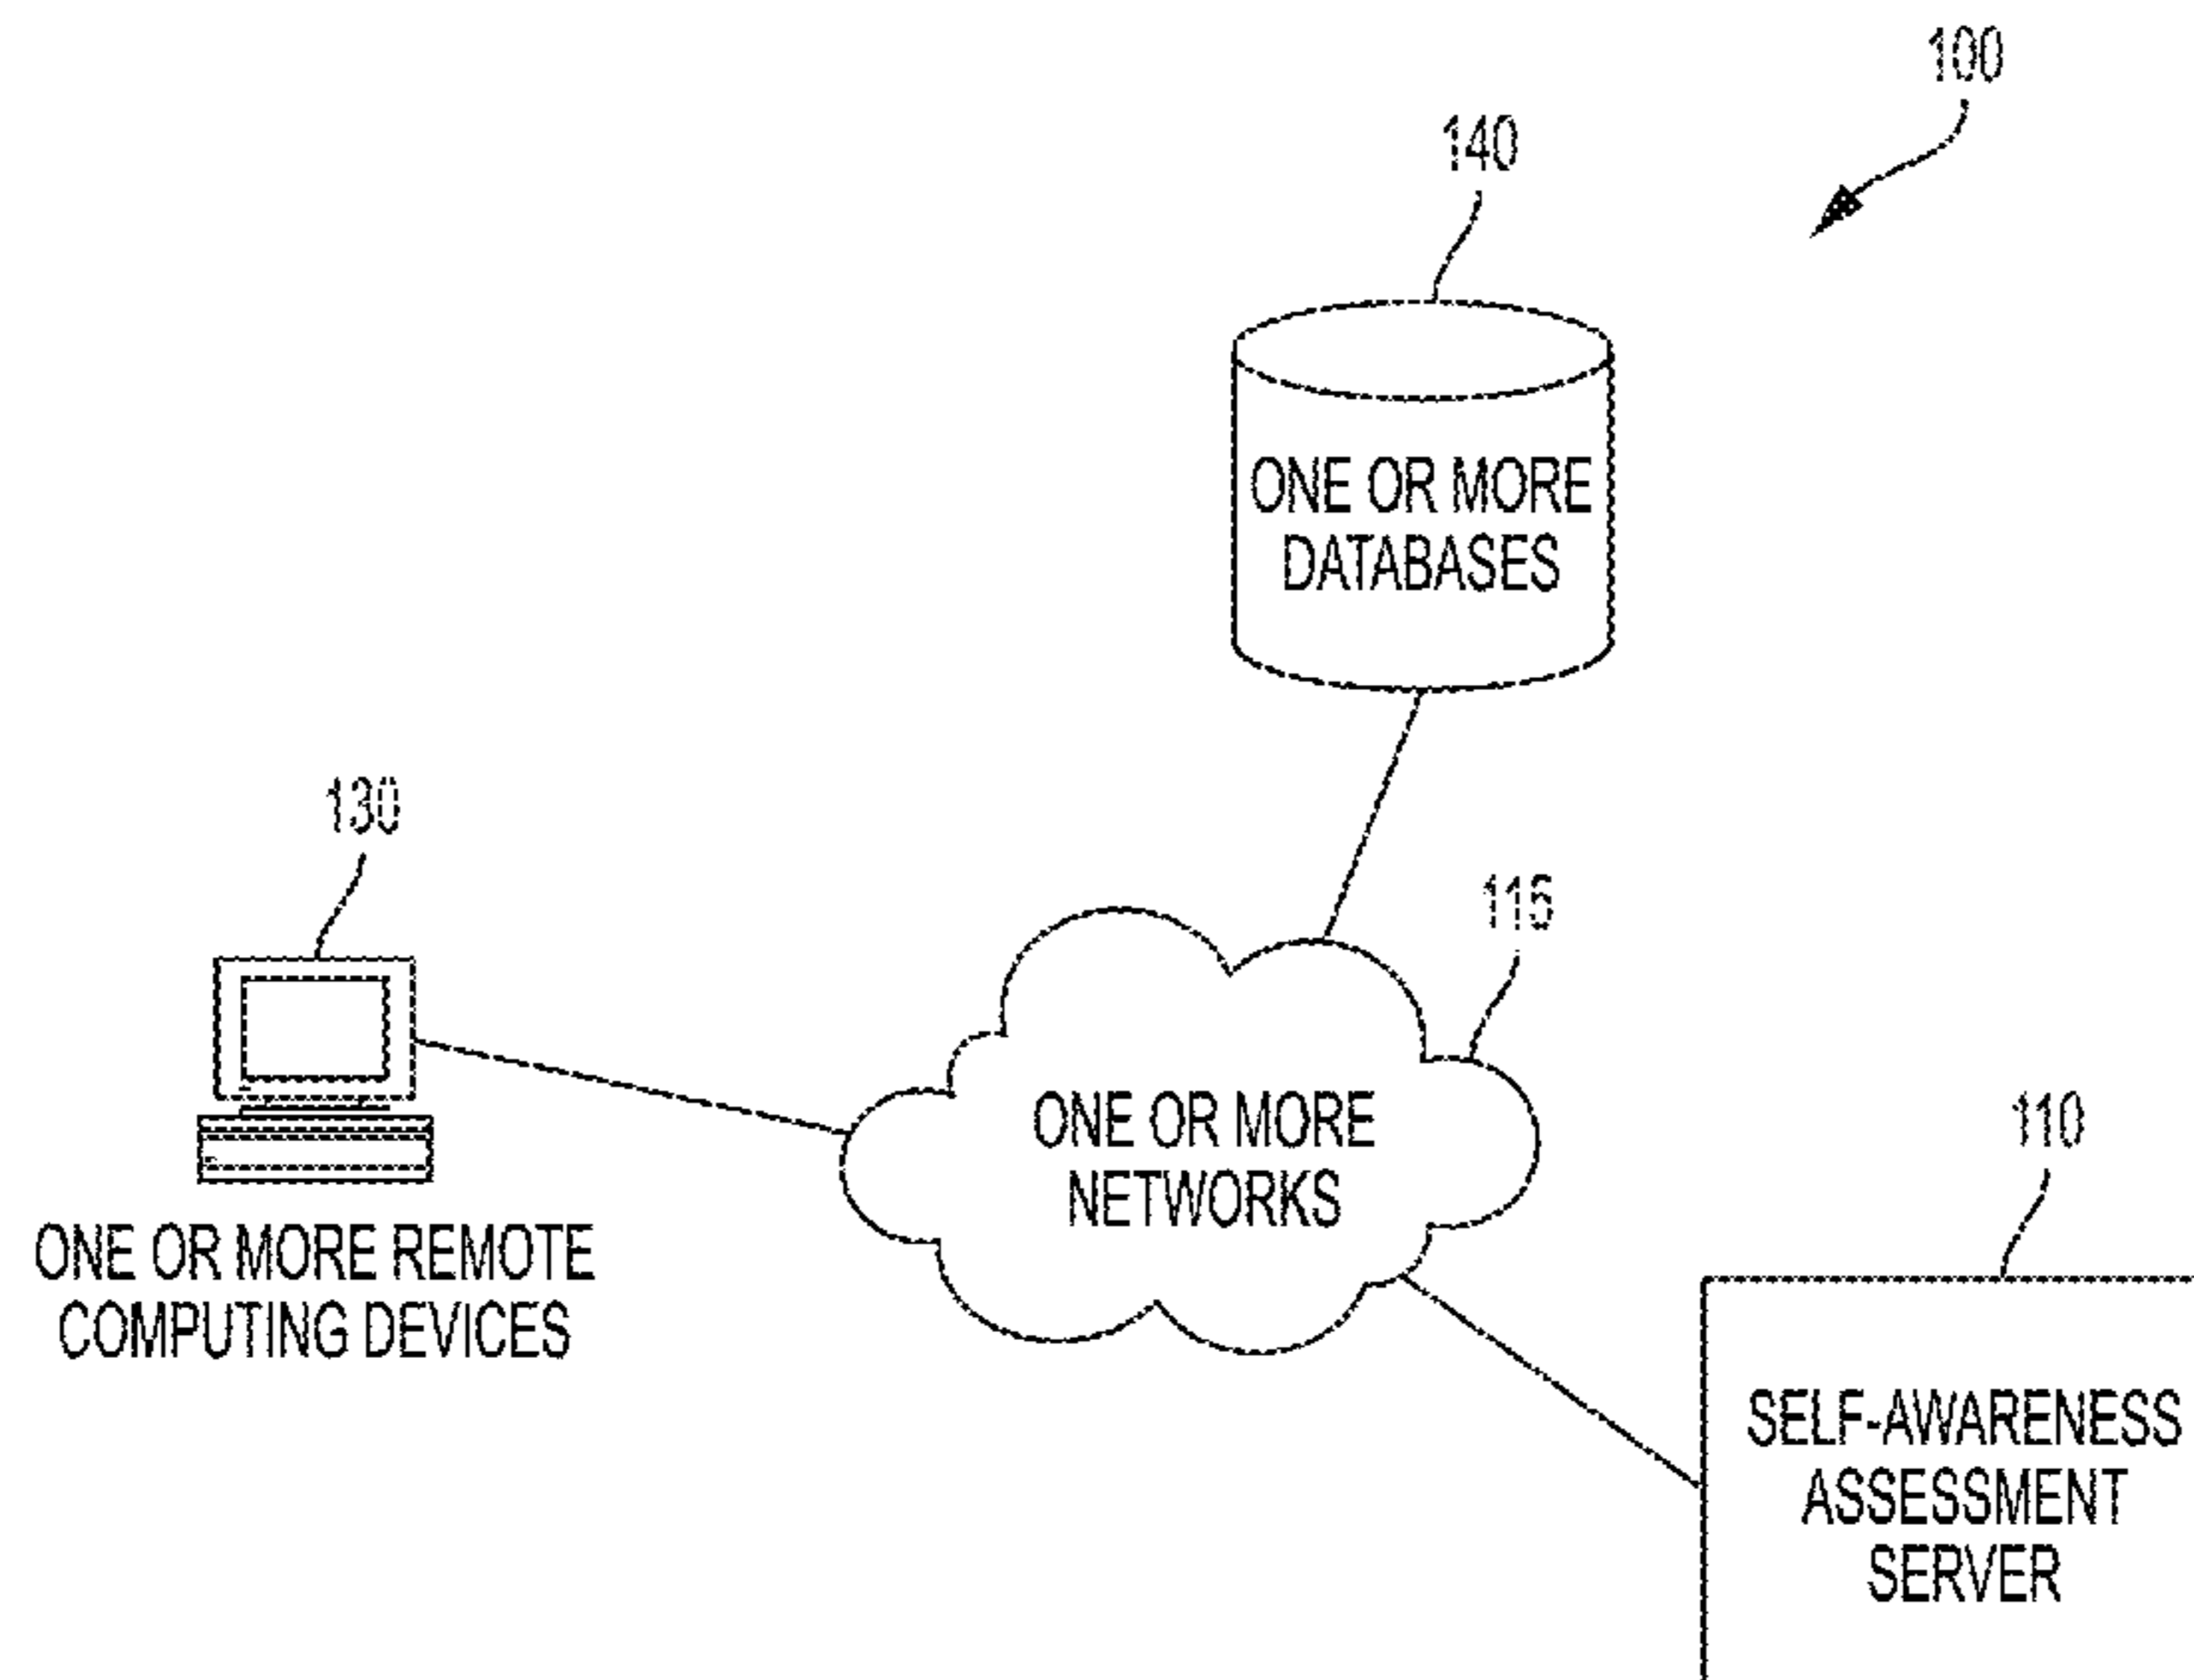 100
140
ONE OR MORE
DATABASES
130
115
ONE OR MORE
NETWORKS
110
ONE OR MORE REMOTE
COMPUTING DEVICES
SELF-AWARENESS
ASSESSMENT
SERVER